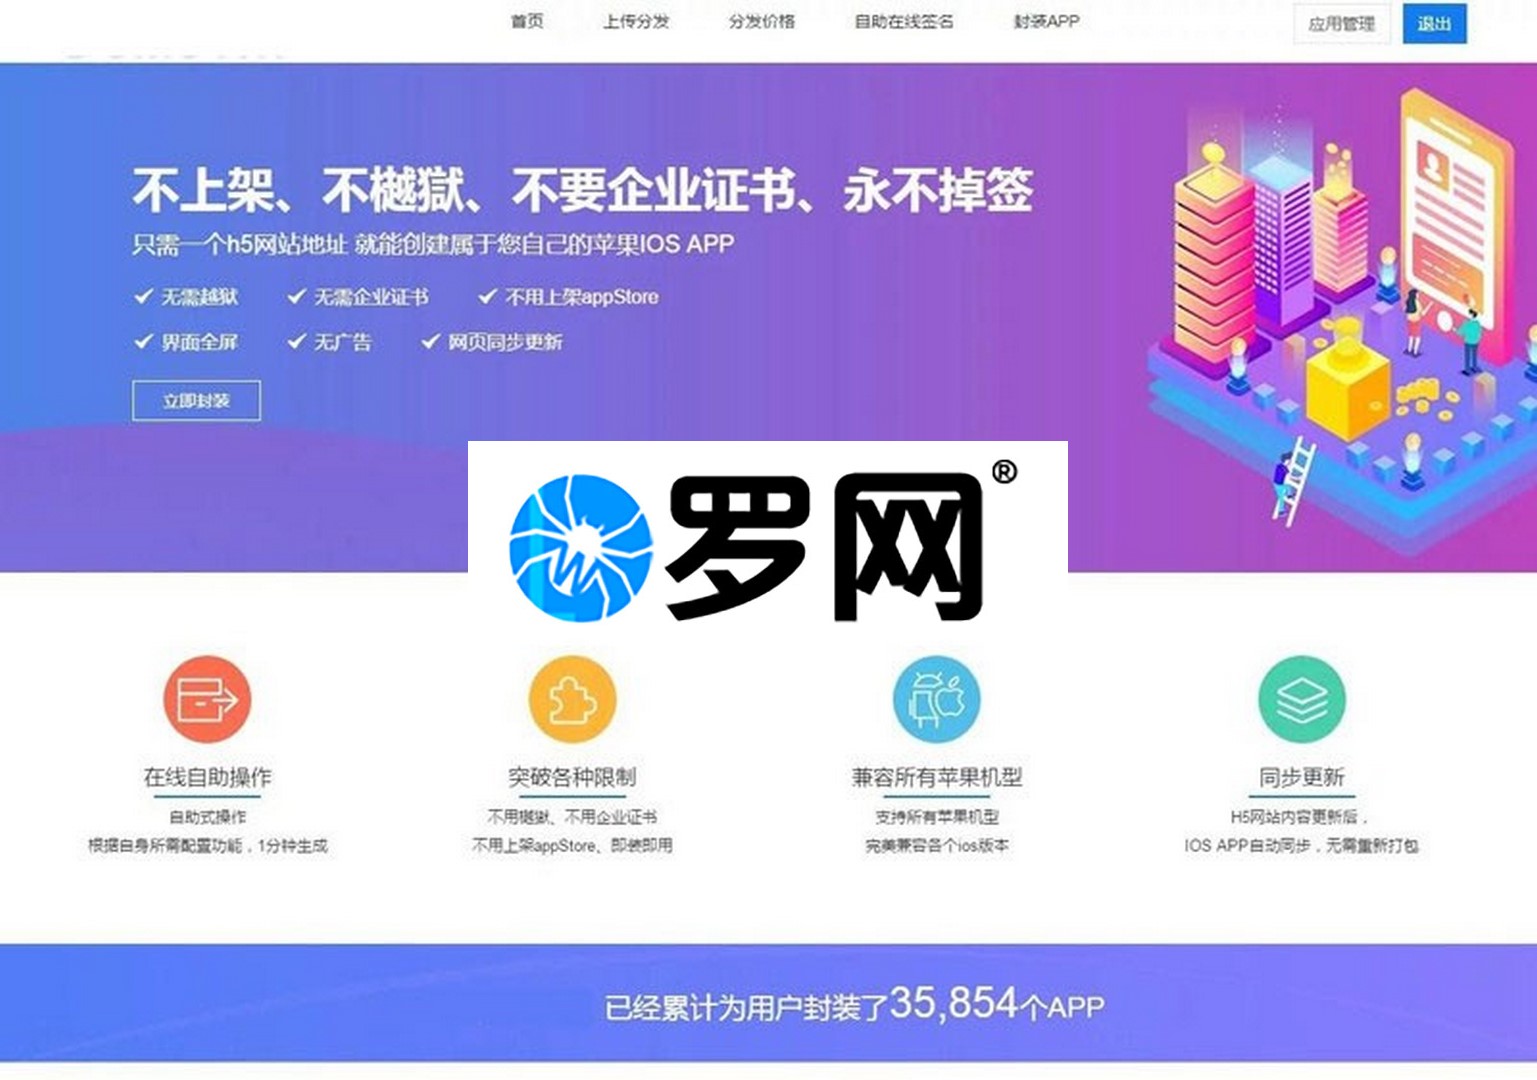 首页 上传分发 分发价格 自助在线签名 封装APP 应用管理 退出
不上架、不樾獄、不要企业证书、永不掉签
只需一个h5网站地址 就能创建属于您自己的苹果IOS APP
无需越狱 无需企业证书 不用上架appStore
界面全屏 无广告 网页同步更新
立即封装
罗网®
在线自助操作
自助式操作
根据自身所需配置功能，1分钟生成
突破各种限制
不用樾獄、不用企业证书
不用上架appStore、即装即用
兼容所有苹果机型
支持所有苹果机型
完美兼容各个ios版本
同步更新
H5网站内容更新后，
IOS APP自动同步，无需重新打包
已经累计为用户封装了35,854个APP